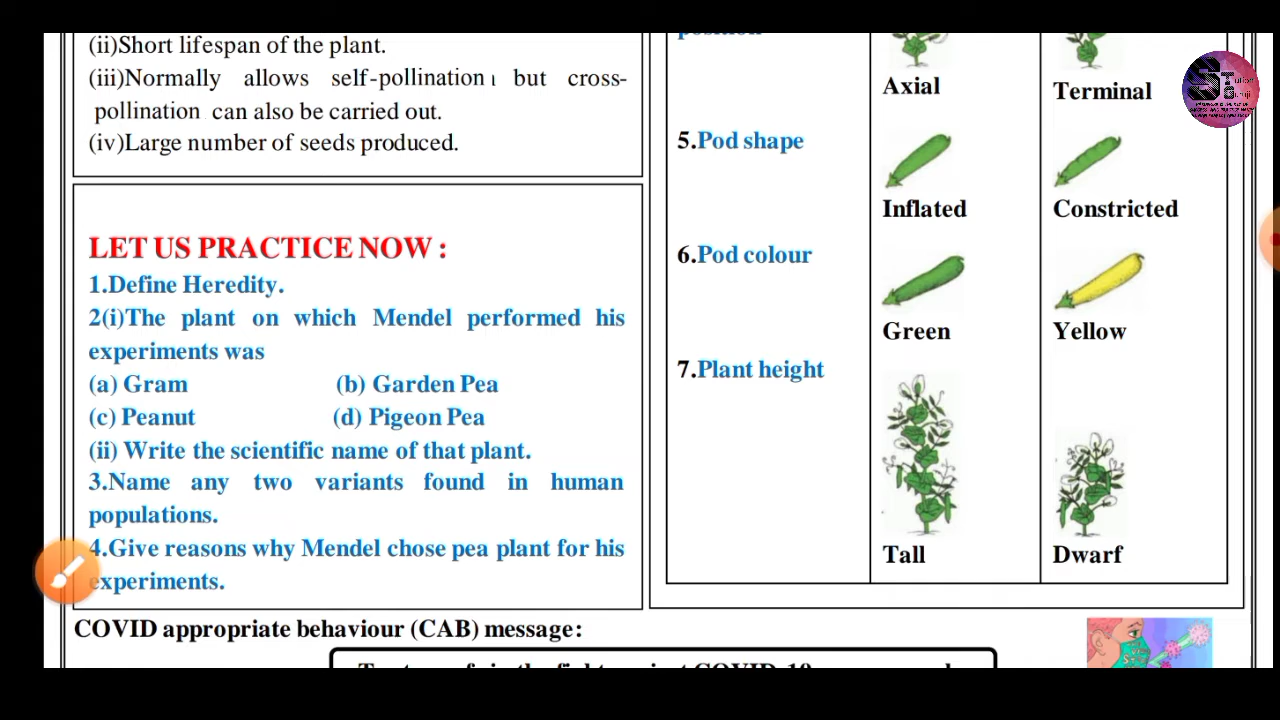 (ii)Short lifespan of the plant.
(iii)Normally allows self-pollination but cross-
pollination can also be carried out.
(iv)Large number of seeds produced.
LET US PRACTICE NOW :
1.Define Heredity.
2(i)The plant on which Mendel performed his
experiments was
(a) Gram (b) Garden Pea
(c) Peanut (d) Pigeon Pea
(ii) Write the scientific name of that plant.
3.Name any two variants found in human
populations.
4.Give reasons why Mendel chose pea plant for his
experiments.
position
Axial Terminal
5.Pod shape
Inflated Constricted
6.Pod colour
Green Yellow
7.Plant height
Tall Dwarf
COVID appropriate behaviour (CAB) message: